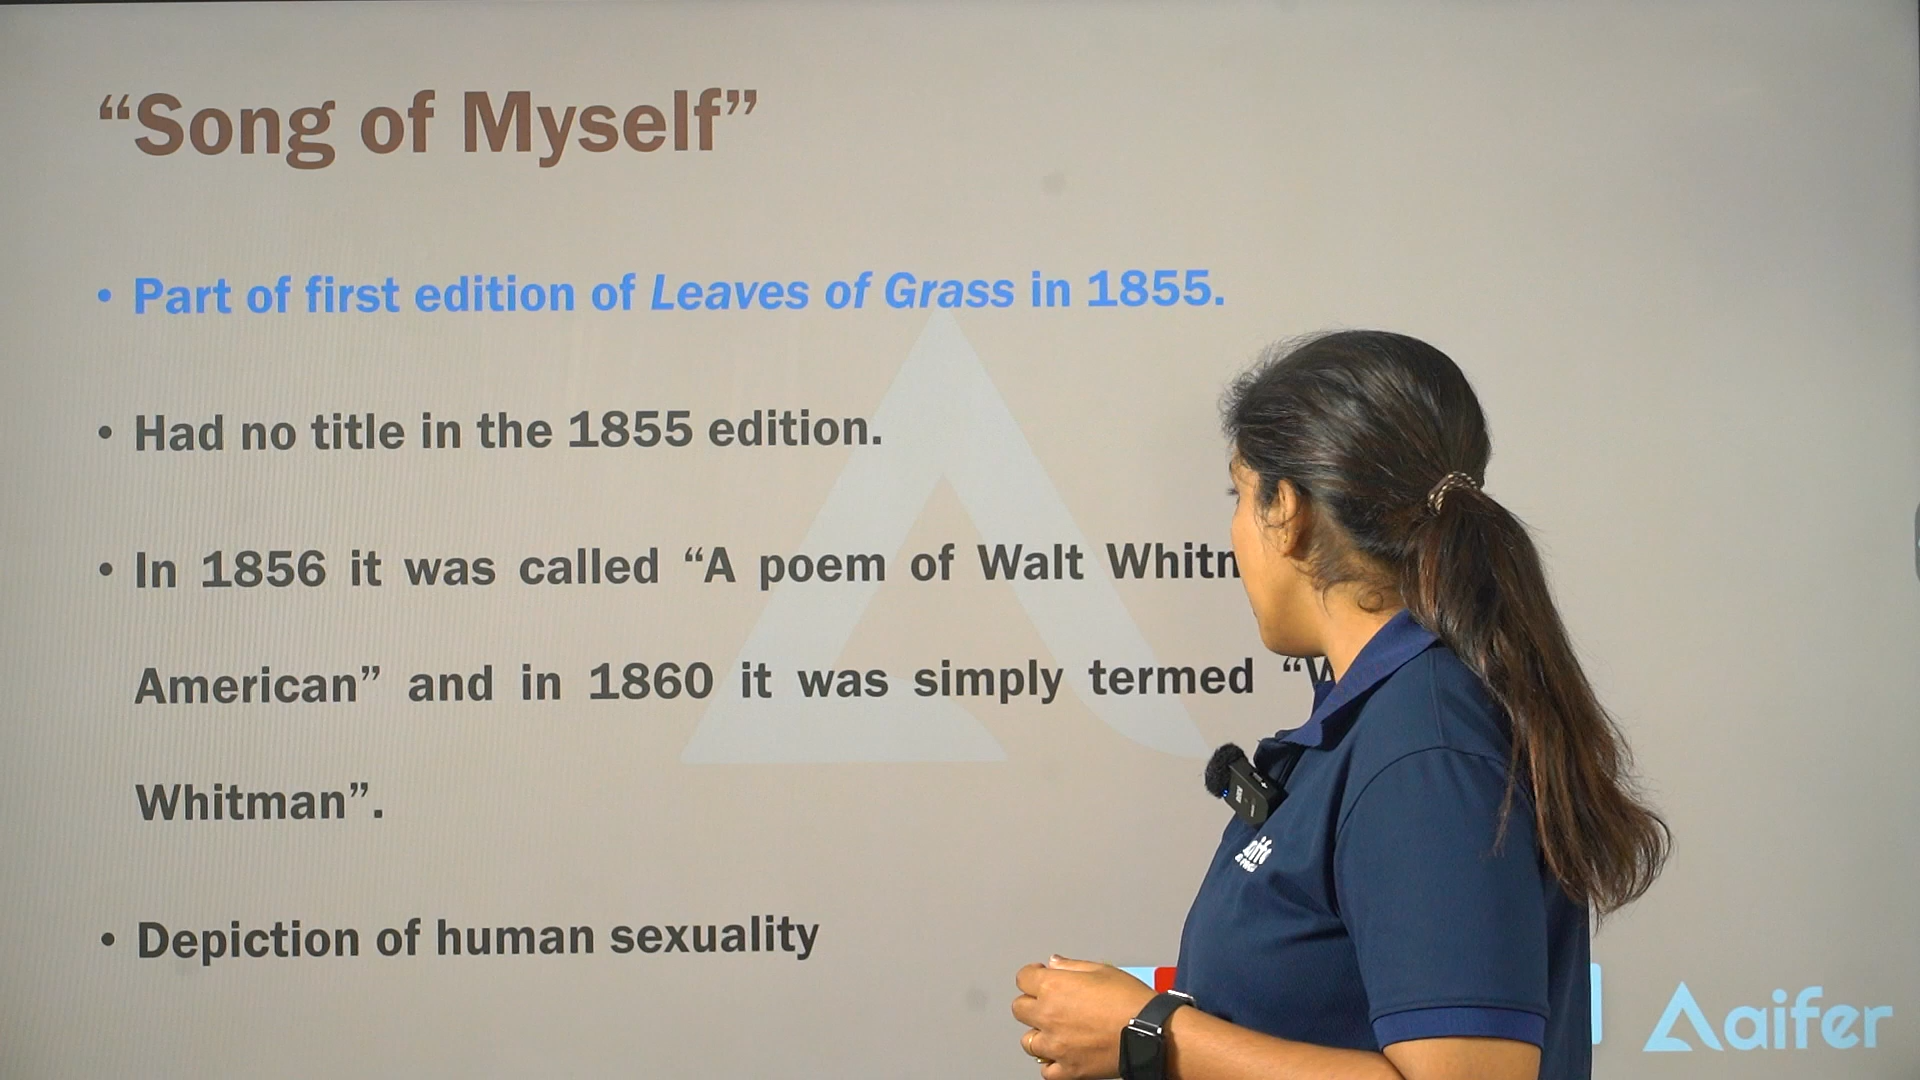 “Song of Myself”
• Part of first edition of Leaves of Grass in 1855.
• Had no title in the 1855 edition.
• In 1856 it was called “A poem of Walt
American” and in 1860 it was simply termed
Whitman”.
• Depiction of human sexuality
aifer